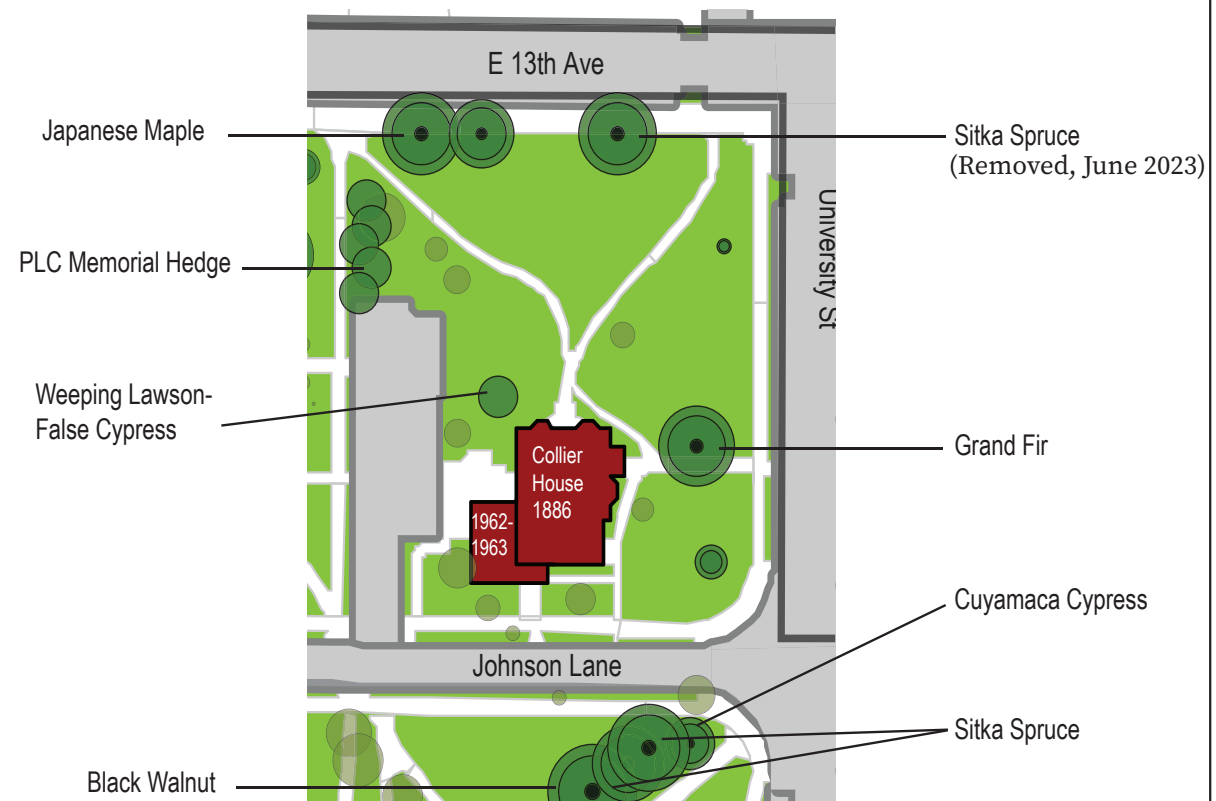 E 13th Ave
Japanese Maple
Sitka Spruce
(Removed, June 2023)
University St
PLC Memorial Hedge
Weeping Lawson-
False Cypress
Collier
House
1886
Grand Fir
1962-
1963
Cuyamaca Cypress
Johnson Lane
Sitka Spruce
Black Walnut